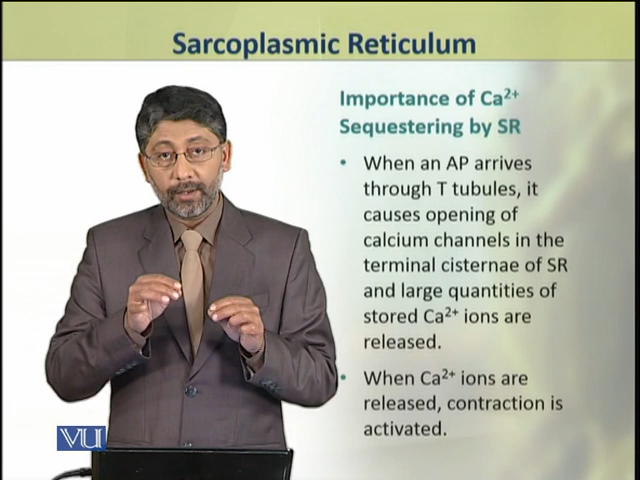 Sarcoplasmic Reticulum
Importance of Ca²⁺
Sequestering by SR
• When an AP arrives
through T tubules, it
causes opening of
calcium channels in the
terminal cisternae of SR
and large quantities of
stored Ca²⁺ ions are
released.
• When Ca²⁺ ions are
released, contraction is
activated.
VU